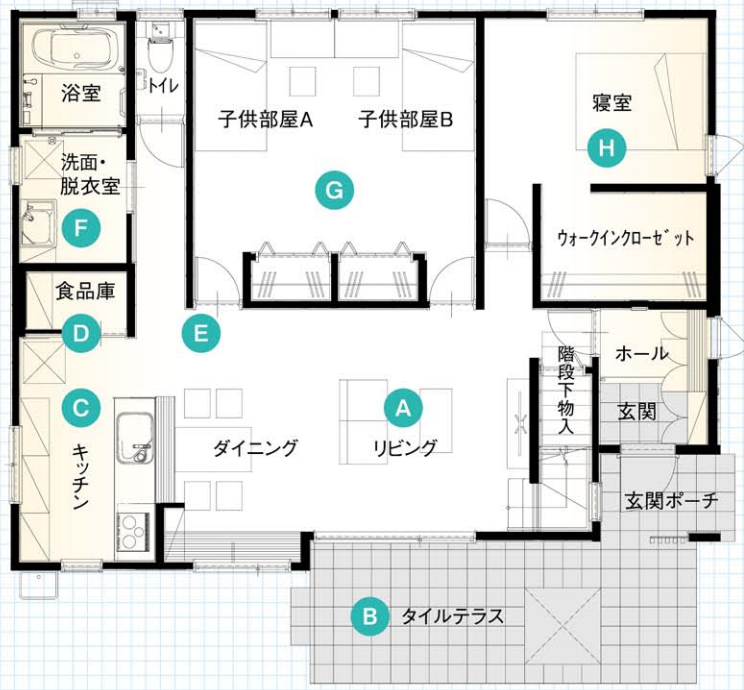 浴室
トイレ
子供部屋A
子供部屋B
寝室
H
洗面・
脱衣室
F
G
ウォークインクローゼット
食品庫
D
E
ホール
階段下物入
C
A
玄関
キッチン
ダイニング
リビング
玄関ポーチ
B
タイルテラス